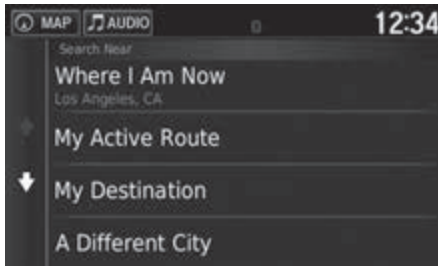 MAP AUDIO 12:34
Search Near
Where I Am Now
Los Angeles, CA
My Active Route
My Destination
A Different City